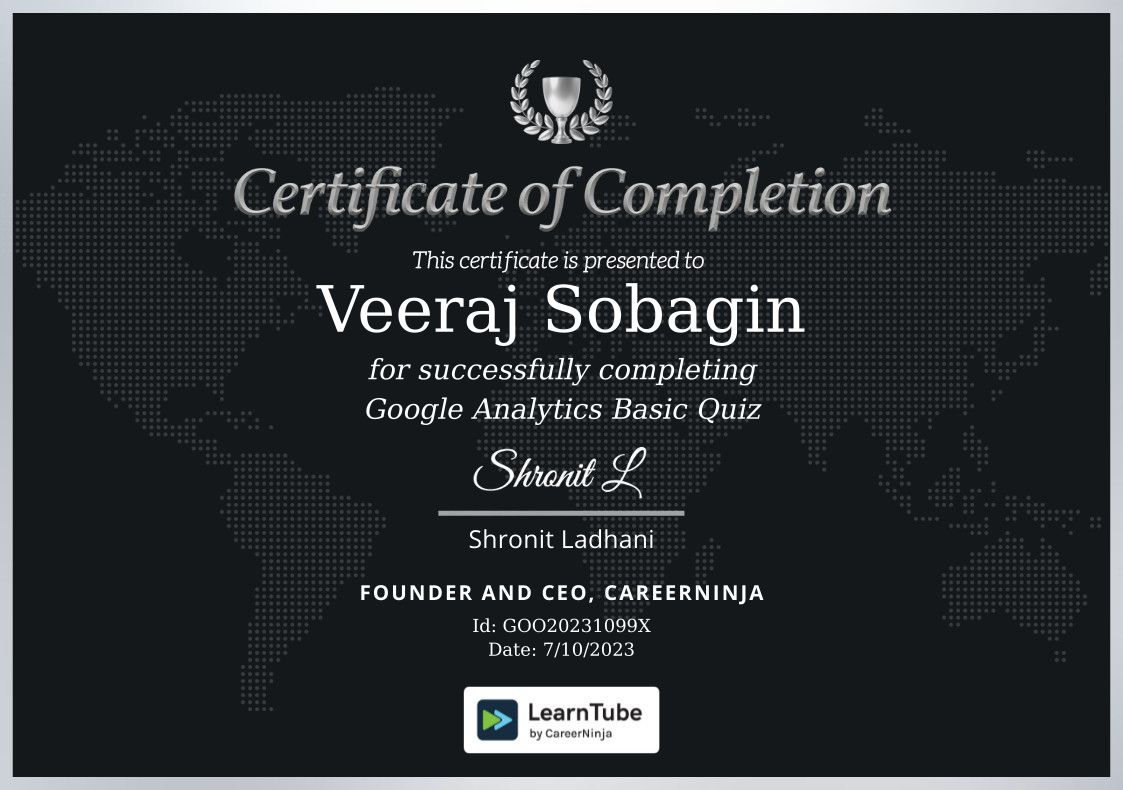 Certificate of Completion
This certificate is presented to
Veeraj Sobagin
for successfully completing
Google Analytics Basic Quiz
Shronit L
Shronit Ladhani
FOUNDER AND CEO, CAREERNINJA
Id: GOO20231099X
Date: 7/10/2023
LearnTube
by CareerNinja